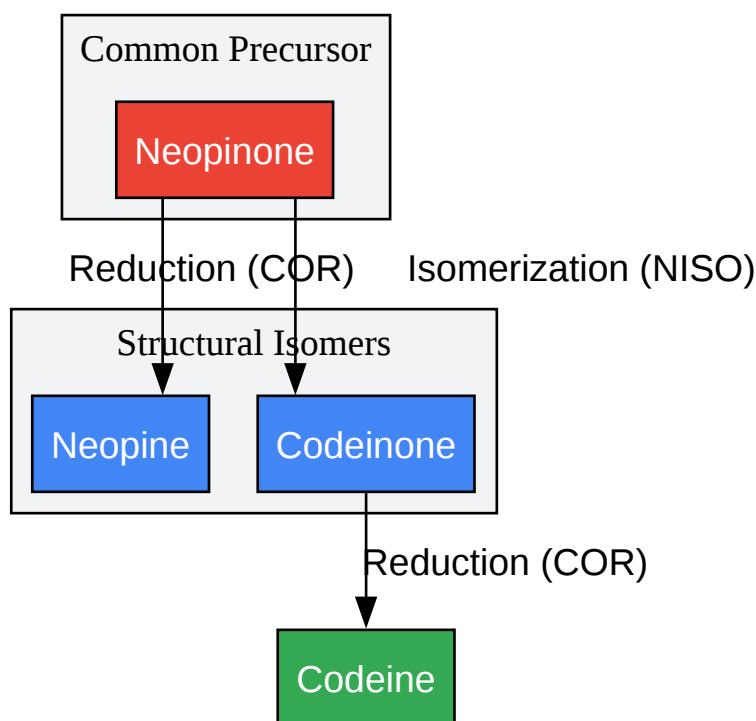 Common Precursor
Neopinone
Reduction (COR)
Isomerization (NISO)
Structural Isomers
Neopine
Codeinone
Reduction (COR)
Codeine